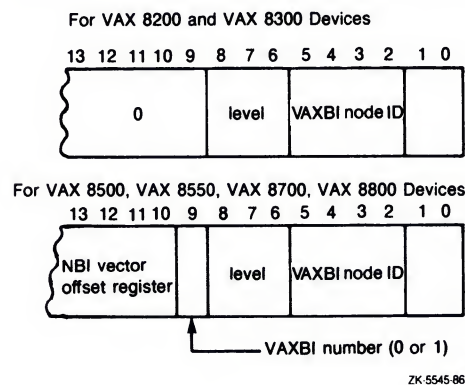 For VAX 8200 and VAX 8300 Devices
13 12 11 10 9 8 7 6 5 4 3 2 1 0
0 level VAXBI node ID
For VAX 8500, VAX 8550, VAX 8700, VAX 8800 Devices
13 12 11 10 9 8 7 6 5 4 3 2 1 0
NBI vector
offset register
level VAXBI node ID
VAXBI number (0 or 1)
ZK-5545-86